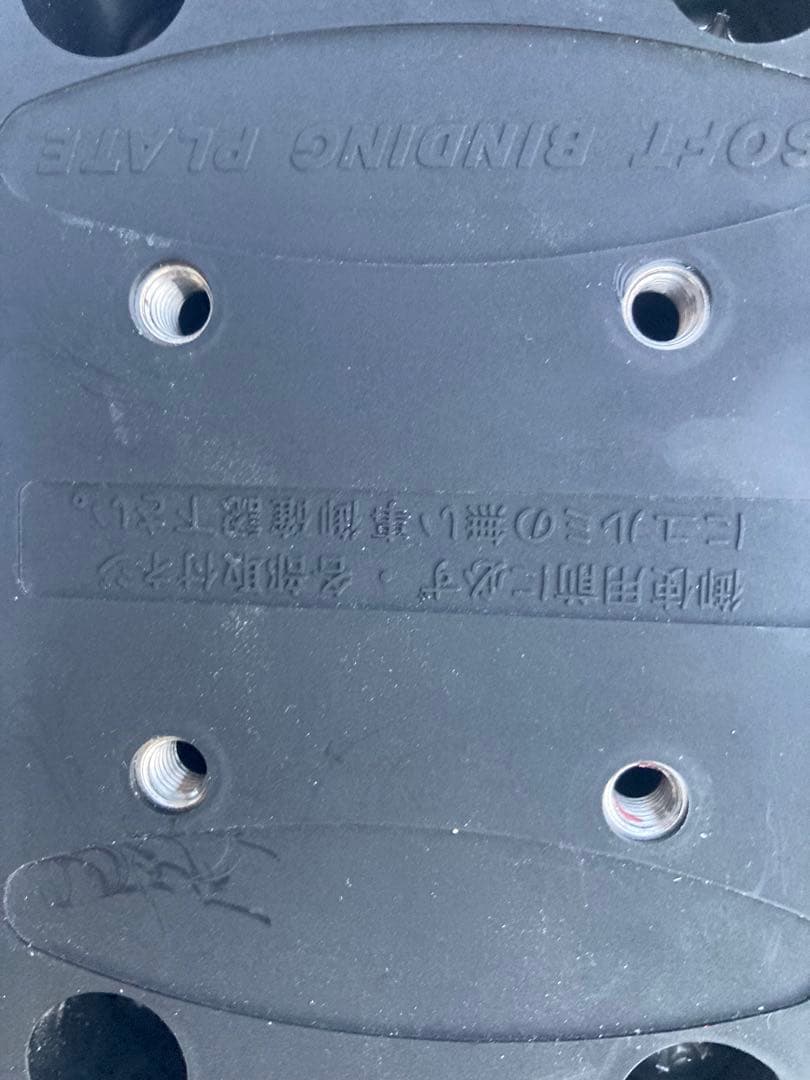 御使用前に必ず・各部取付ネジ
にユルミの無い事御確認下さい。
SOFT BINDING PLATE